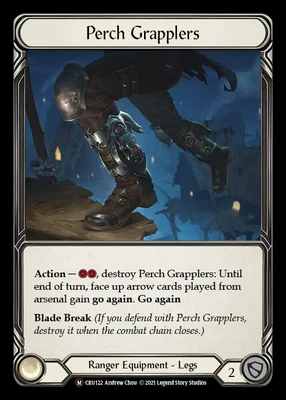 Perch Grapplers
Action — , destroy Perch Grapplers: Until
end of turn, face up arrow cards played from
arsenal gain go again. Go again
Blade Break (If you defend with Perch Grapplers,
destroy it when the combat chain closes.)
Ranger Equipment - Legs
2
M CRU122 Andrew Chou © 2021 Legend Story Studios